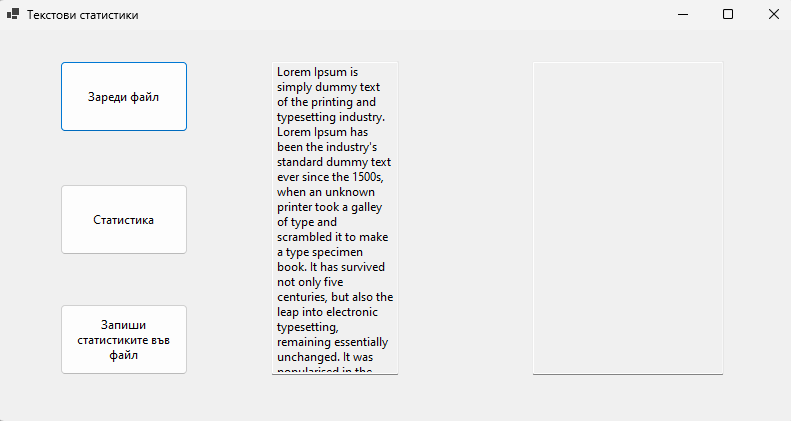 Текстови статистики
Зареди файл
Статистика
Запиши
статистиките във
файл
Lorem Ipsum is
simply dummy text
of the printing and
typesetting industry.
Lorem Ipsum has
been the industry's
standard dummy text
ever since the 1500s,
when an unknown
printer took a galley
of type and
scrambled it to make
a type specimen
book. It has survived
not only five
centuries, but also the
leap into electronic
typesetting,
remaining essentially
unchanged. It was
popularised in the